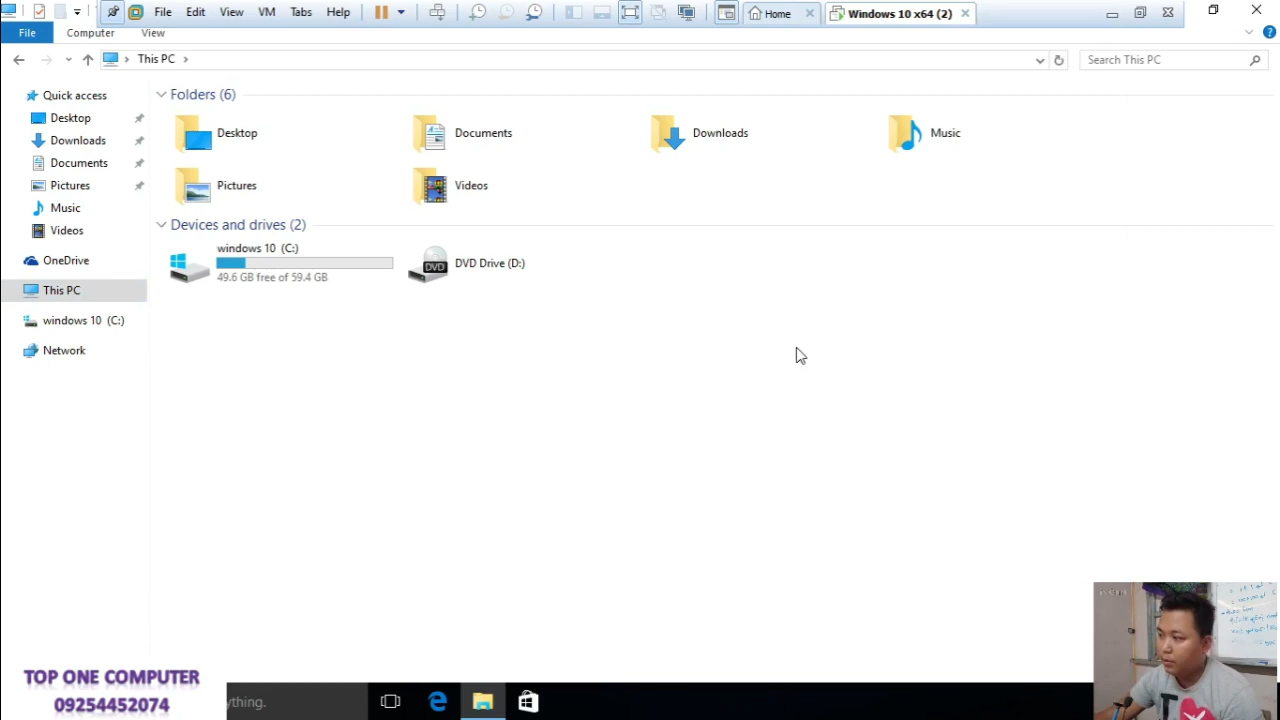 File Edit View VM Tabs Help Home Windows 10 x64 (2)
File Computer View
This PC Search This PC
Quick access
Desktop
Downloads
Documents
Pictures
Music
Videos
OneDrive
This PC
windows 10 (C:)
Network
Folders (6)
Desktop Documents Downloads Music
Pictures Videos
Devices and drives (2)
windows 10 (C:)
49.6 GB free of 59.4 GB
DVD
DVD Drive (D:)
TOP ONE COMPUTER
09254452074
ything.